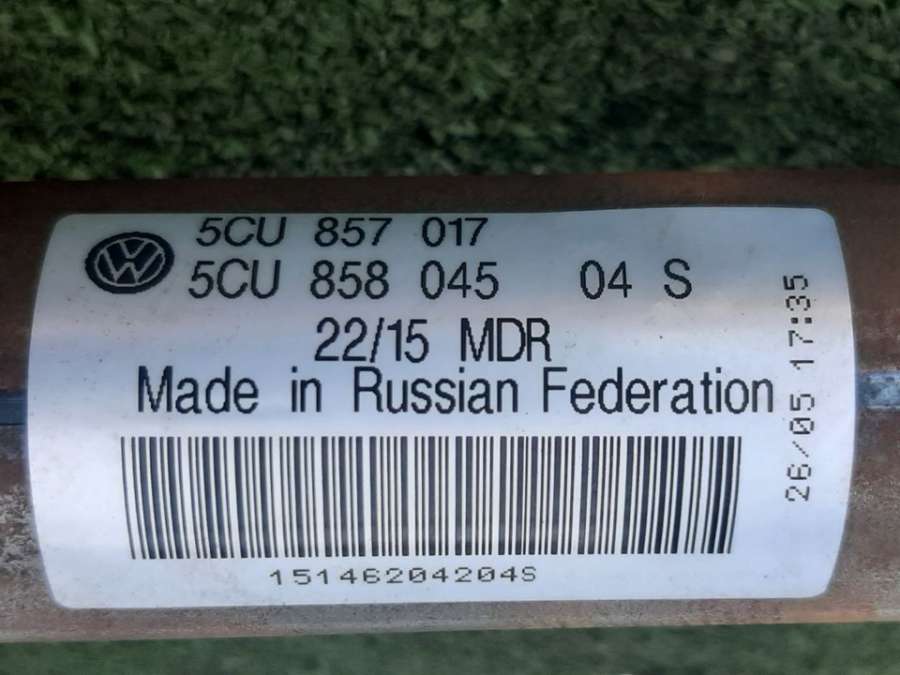 5CU 857 017
5CU 858 045 04 S
22/15 MDR
Made in Russian Federation
15146204204S
26/05 17:35